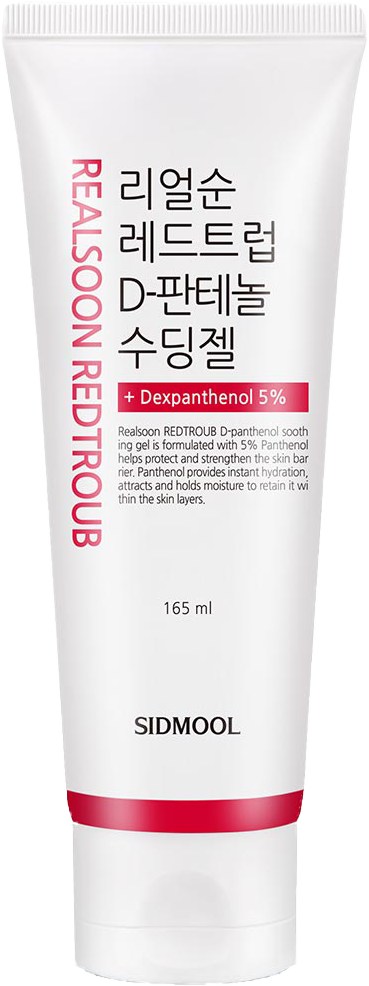 REALSOON REDTROUB
리얼순
레드트럽
D-판테놀
수딩젤
+ Dexpanthenol 5%
Realsoon REDTROUB D-panthenol sooth
ing gel is formulated with 5% Panthenol
helps protect and strengthen the skin bar
rier. Panthenol provides instant hydration,
attracts and holds moisture to retain it wi
thin the skin layers.
165 ml
SIDMOOL